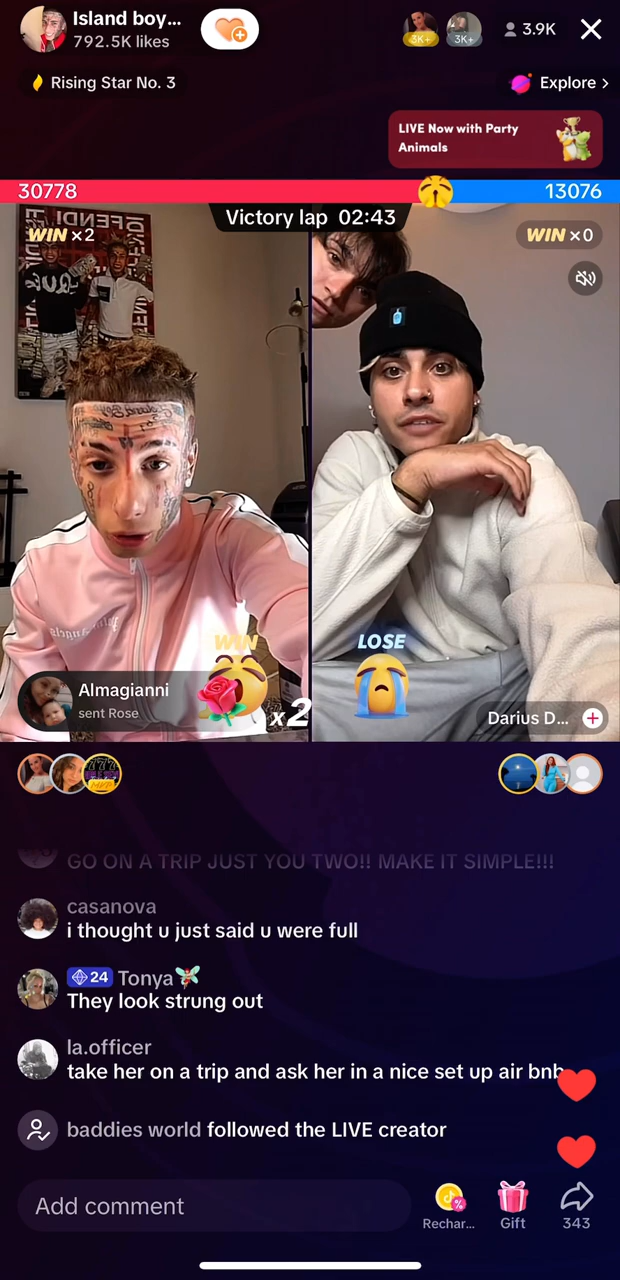 Island boy...
792.5K likes
3K+
3K+
3.9K
Rising Star No. 3
Explore >
LIVE Now with Party
Animals
30778
13076
Victory lap 02:43
WIN ×2
WIN ×0
WIN
LOSE
Almagianni
sent Rose
x2
Darius D...
GO ON A TRIP JUST YOU TWO!! MAKE IT SIMPLE!!!
casanova
i thought u just said u were full
24 Tonya
They look strung out
la.officer
take her on a trip and ask her in a nice set up air bnb
baddies world followed the LIVE creator
Add comment
Rechar...
Gift
343